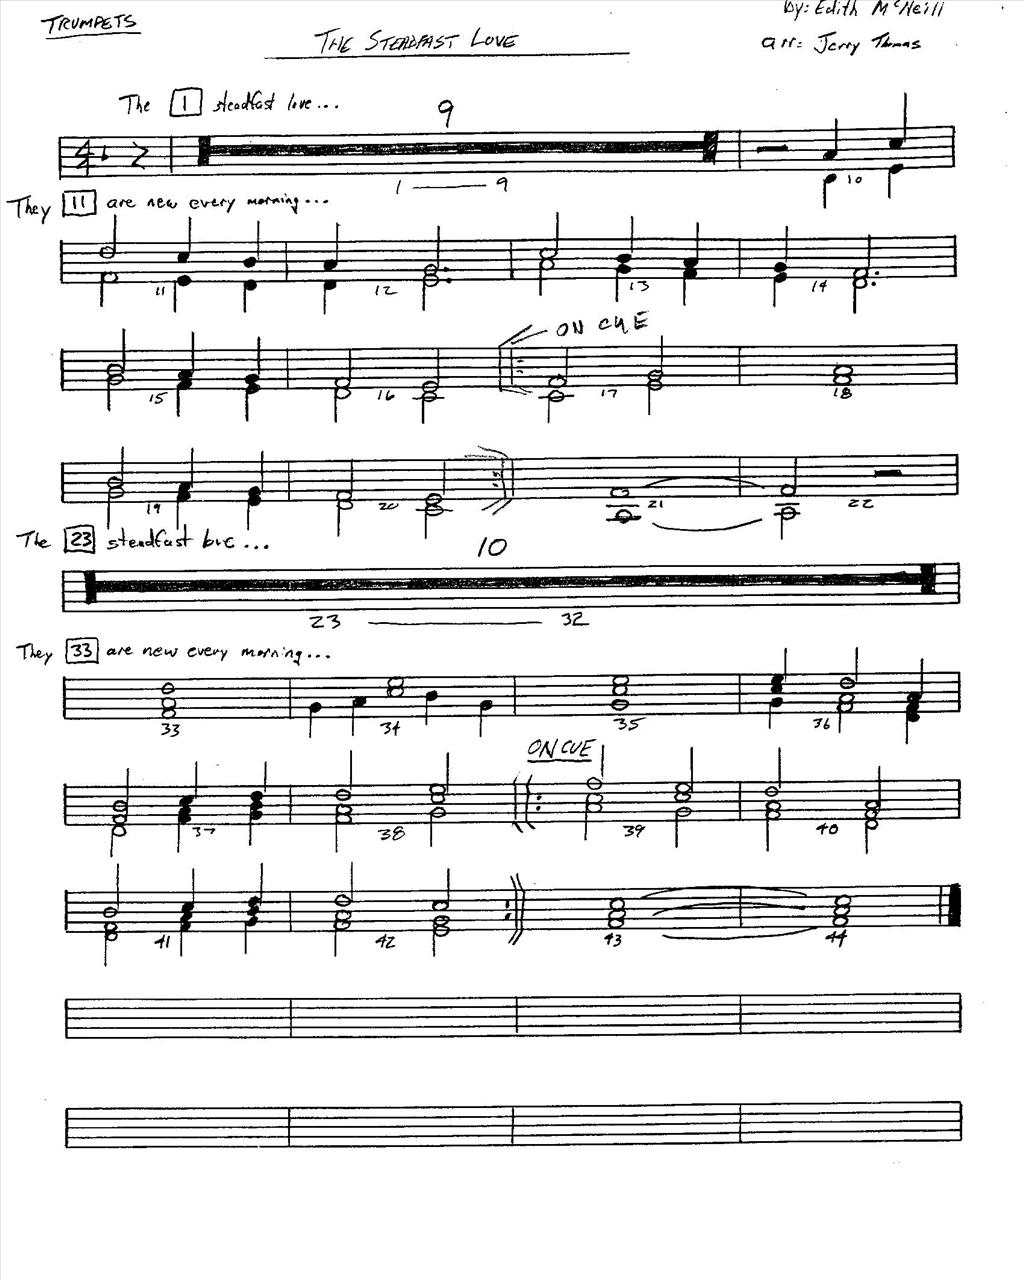 TRUMPETS
THE STEADFAST LOVE
by: Edith McNeill
arr: Jerry Thomas
The 1 steadfast love...
9
4
1 — 9
10
They 11 are new every morning...
11 12 13 14
ON CUE
15 16 17 18
19 20 21 22
The 23 steadfast love...
10
23 — 32
They 33 are new every morning...
33 34 35 36
ON CUE
37 38 39 40
41 42 43 44